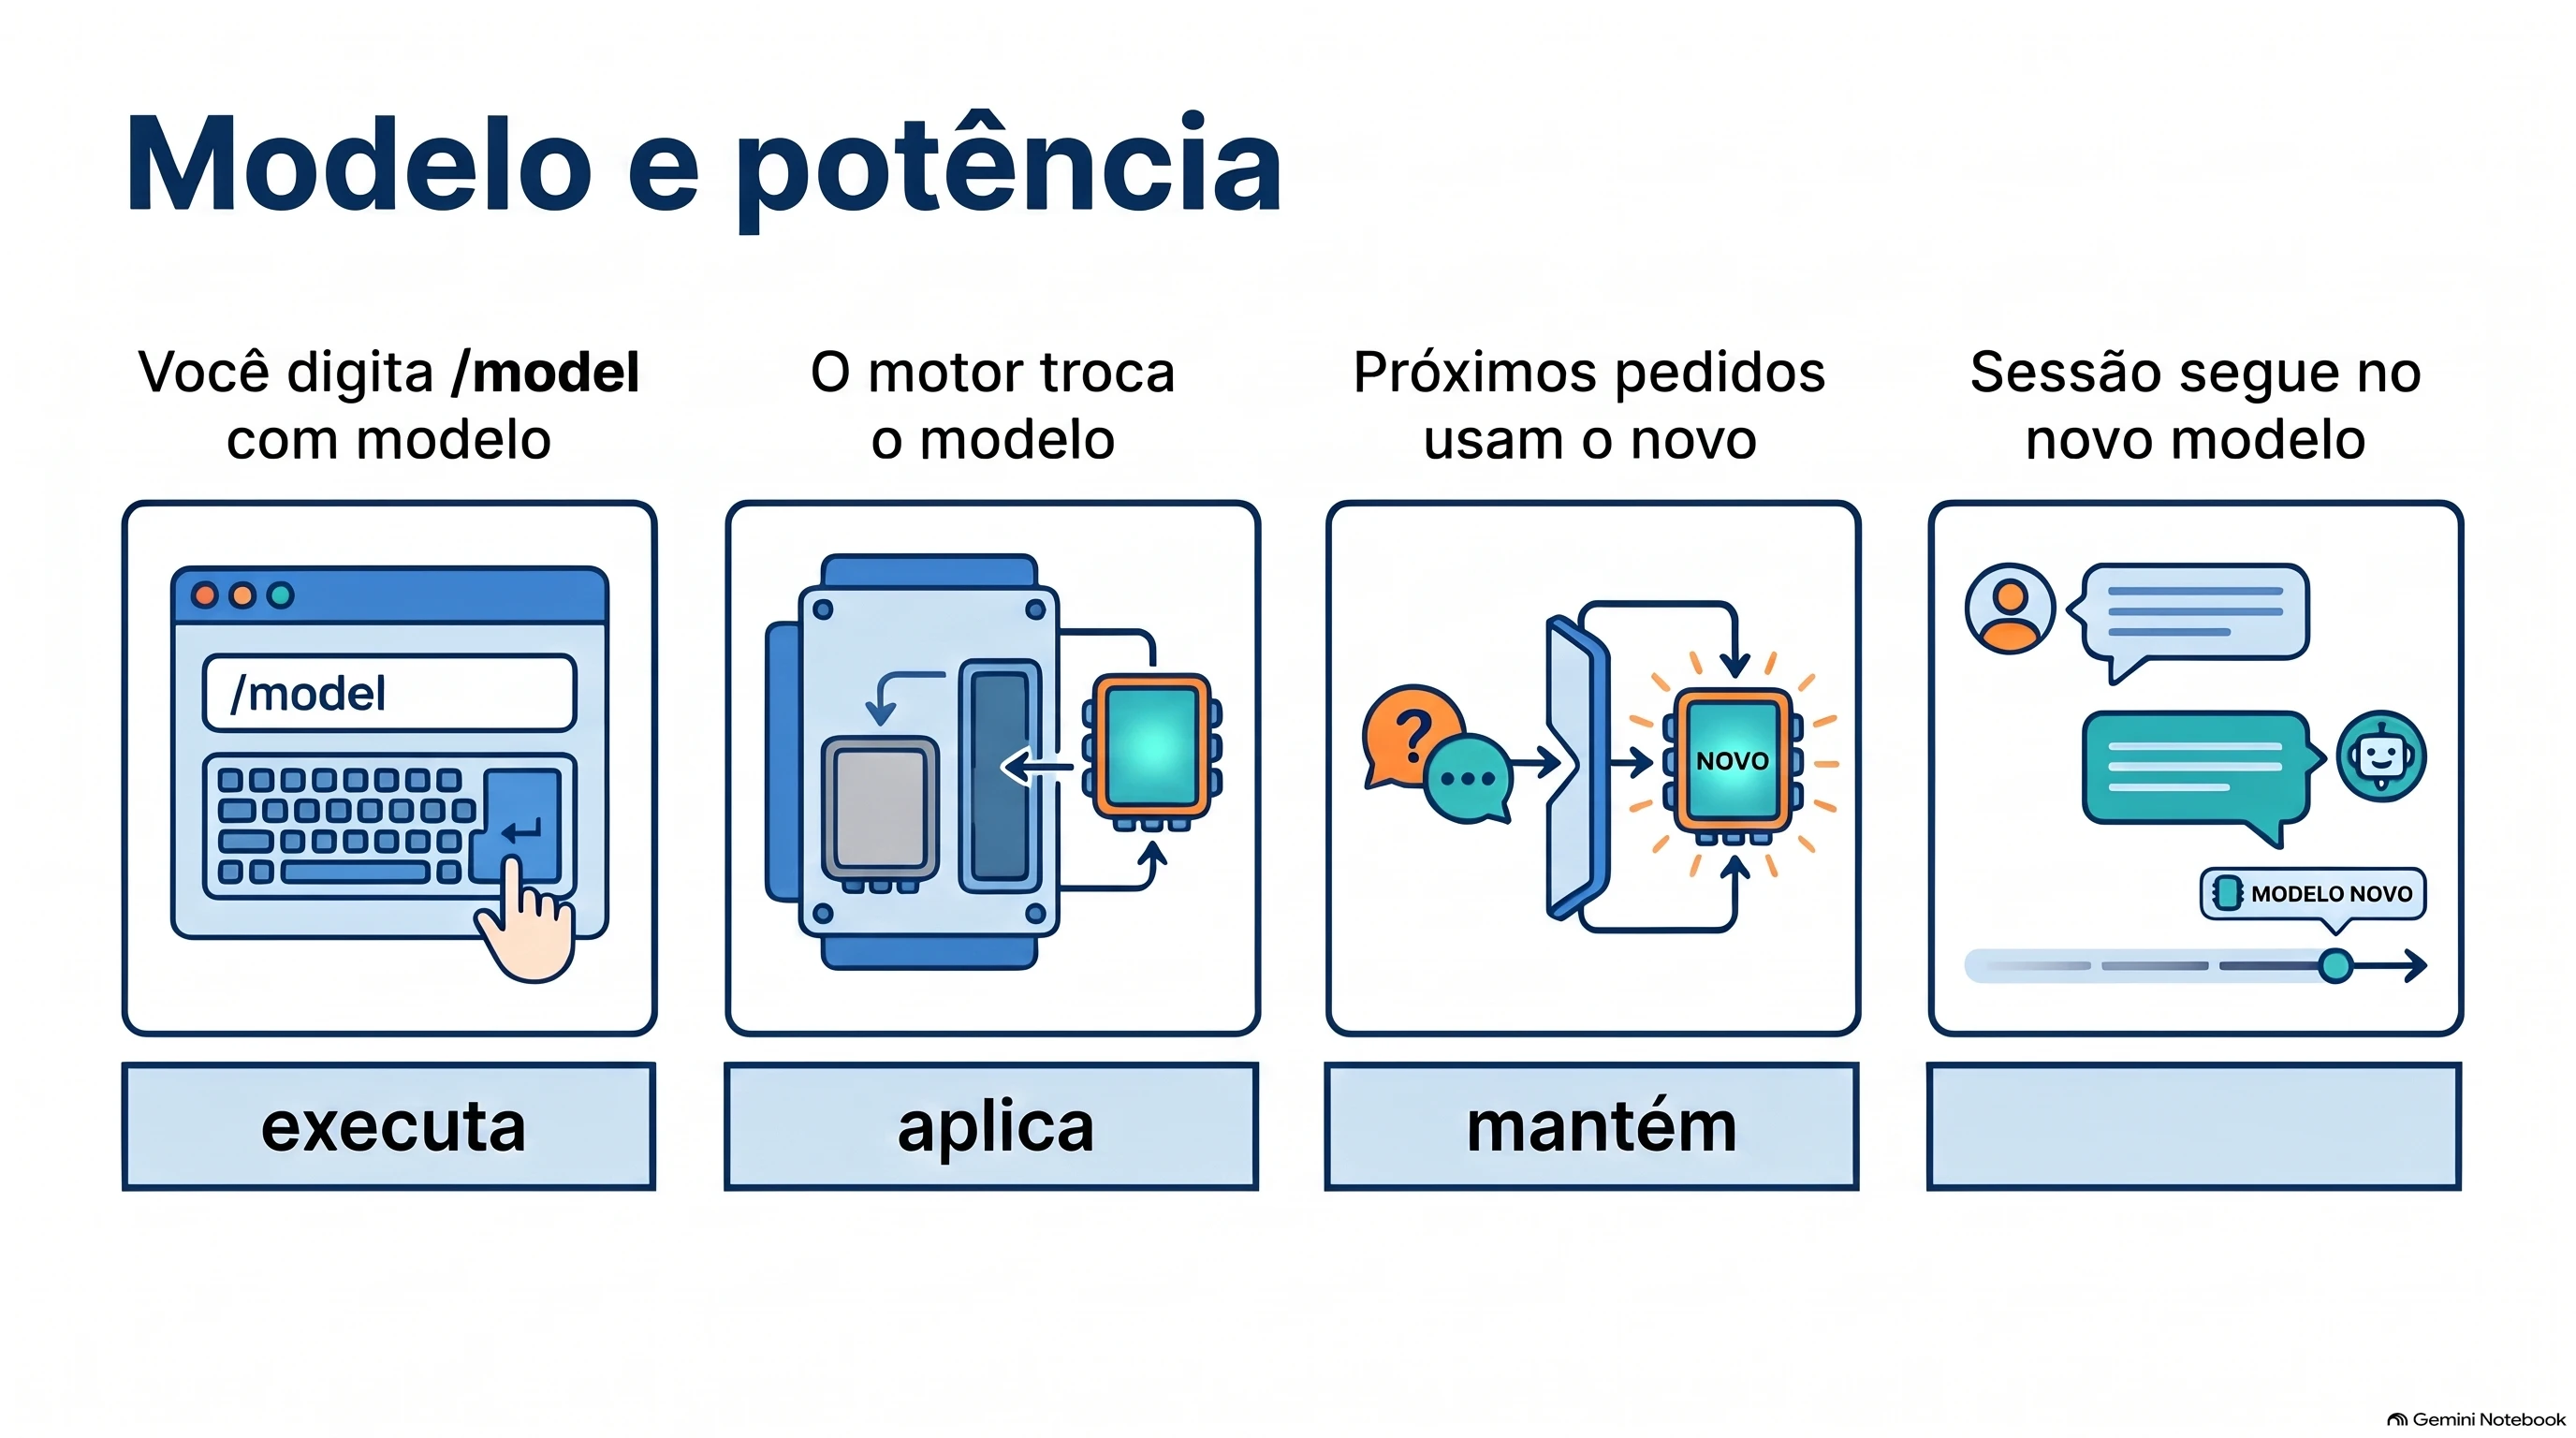 Modelo e potência
Você digita /model
com modelo
O motor troca
o modelo
Próximos pedidos
usam o novo
Sessão segue no
novo modelo
/model
NOVO
MODELO NOVO
executa
aplica
mantém
Gemini Notebook